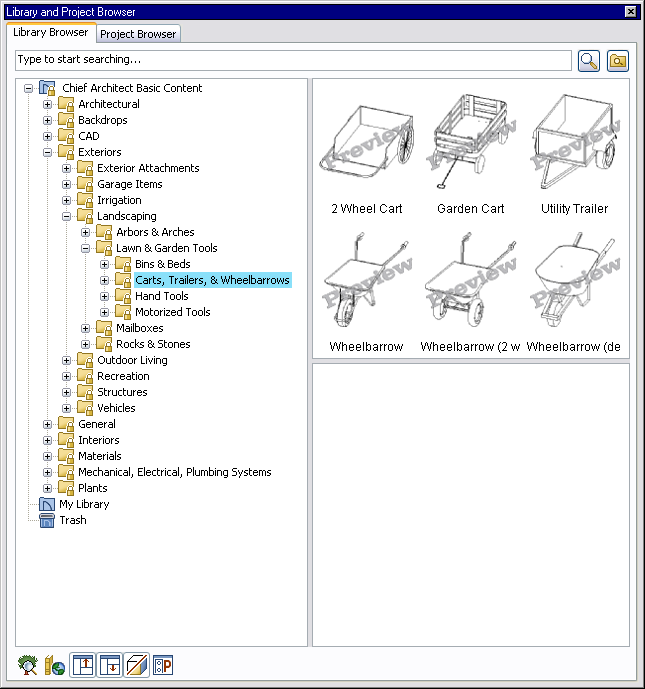 Library and Project Browser
Library Browser
Project Browser
Type to start searching...
Chief Architect Basic Content
Architectural
Backdrops
CAD
Exteriors
Exterior Attachments
Garage Items
Irrigation
Landscaping
Arbors & Arches
Lawn & Garden Tools
Bins & Beds
Carts, Trailers, & Wheelbarrows
Hand Tools
Motorized Tools
Mailboxes
Rocks & Stones
Outdoor Living
Recreation
Structures
Vehicles
General
Interiors
Materials
Mechanical, Electrical, Plumbing Systems
Plants
My Library
Trash
Preview
Preview
Preview
2 Wheel Cart
Garden Cart
Utility Trailer
Preview
Preview
Preview
Wheelbarrow
Wheelbarrow (2 w
Wheelbarrow (de
P